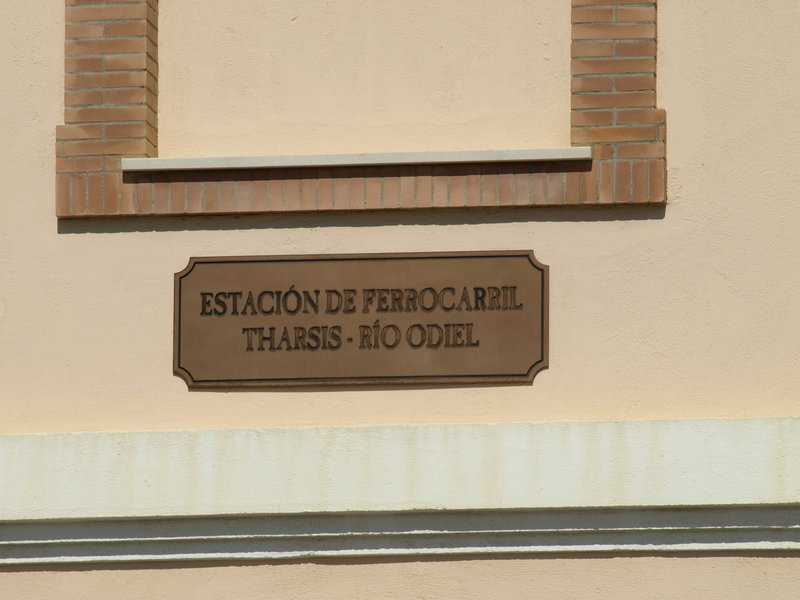 ESTACIÓN DE FERROCARRIL
THARSIS - RÍO ODIEL